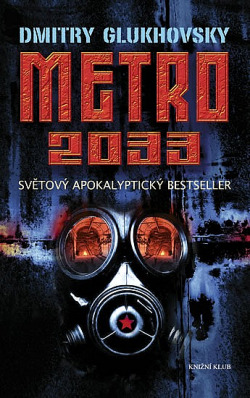 DMITRY GLUKHOVSKY
METRO
2033
SVĚTOVÝ APOKALYPTICKÝ BESTSELLER
KNIŽNÍ KLUB